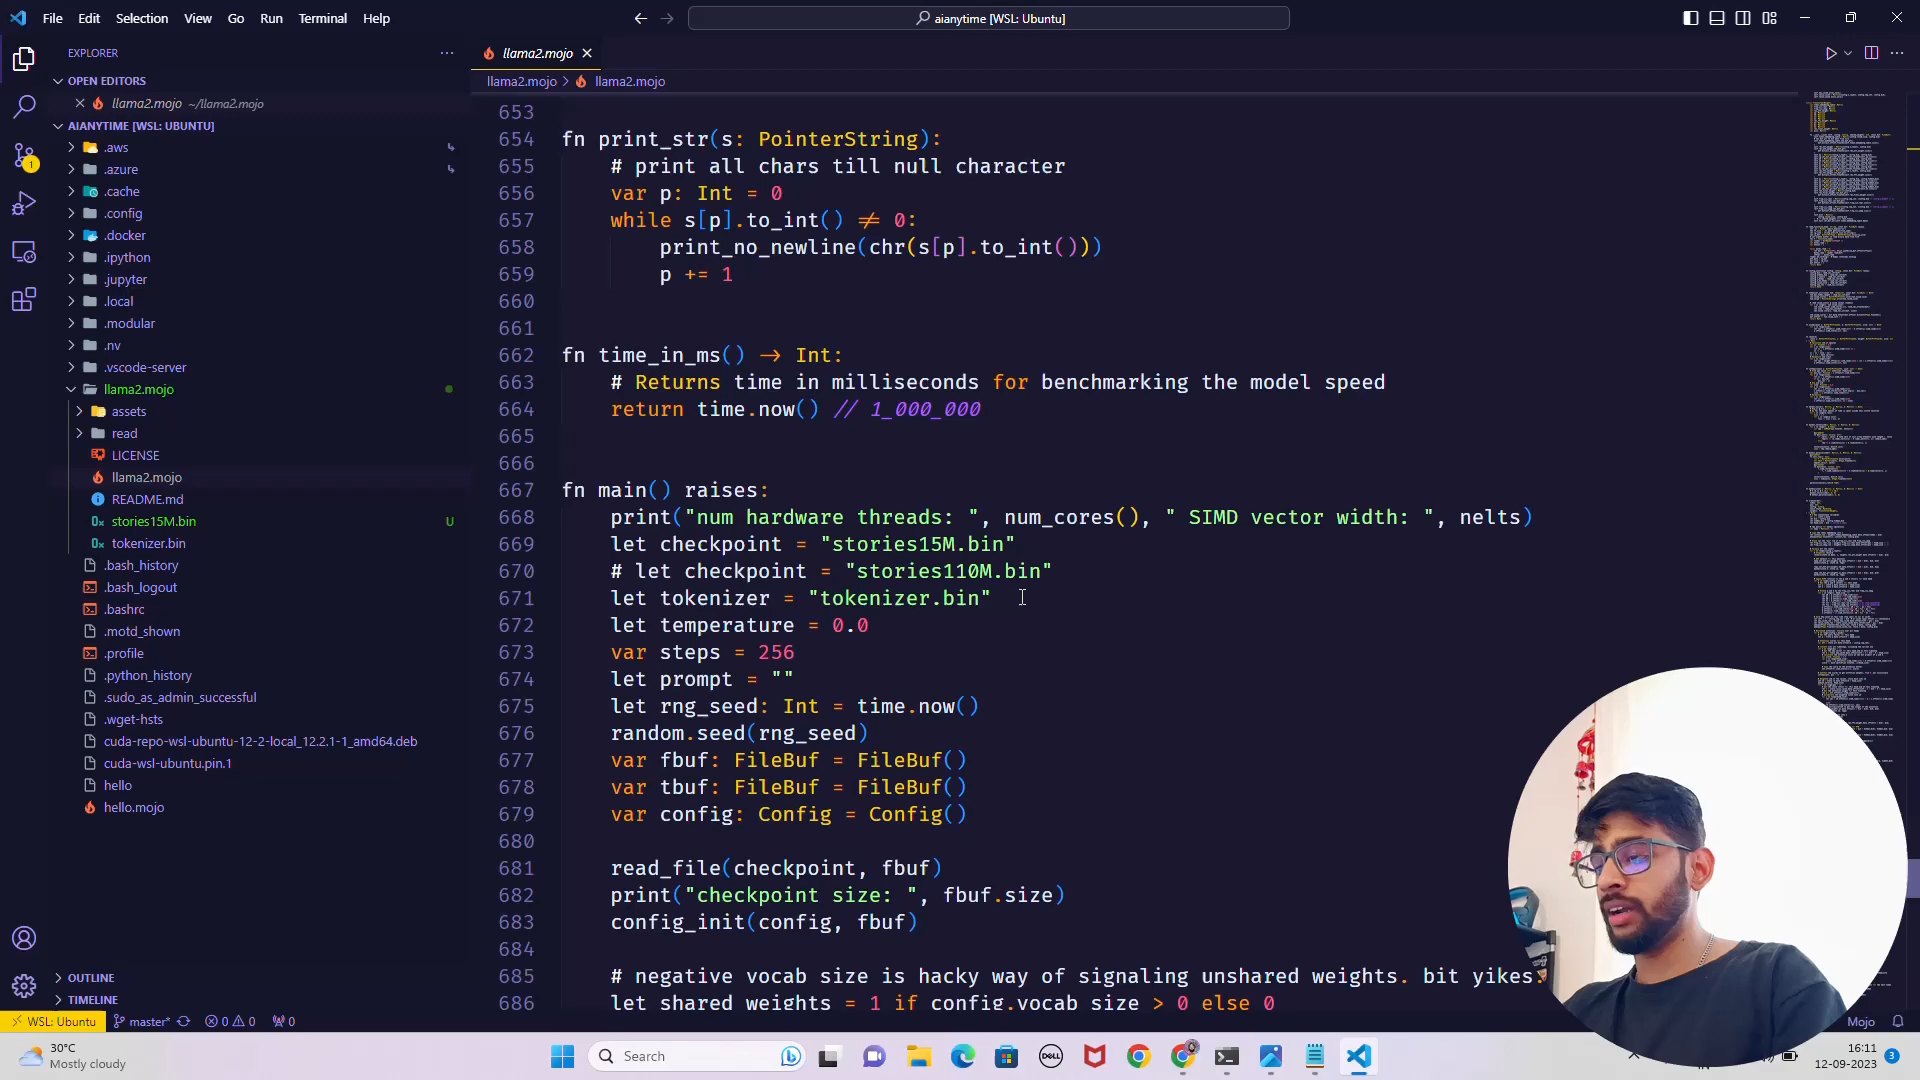 File Edit Selection View Go Run Terminal Help
aianytime [WSL: Ubuntu]
EXPLORER
OPEN EDITORS
llama2.mojo ~/llama2.mojo
AIANYTIME [WSL: UBUNTU]
.aws
.azure
.cache
.config
.docker
.ipython
.jupyter
.local
.modular
.nv
.vscode-server
llama2.mojo
assets
read
LICENSE
llama2.mojo
README.md
stories15M.bin U
tokenizer.bin
.bash_history
.bash_logout
.bashrc
.motd_shown
.profile
.python_history
.sudo_as_admin_successful
.wget-hsts
cuda-repo-wsl-ubuntu-12-2-local_12.2.1-1_amd64.deb
cuda-wsl-ubuntu.pin.1
hello
hello.mojo
OUTLINE
TIMELINE
llama2.mojo
llama2.mojo > llama2.mojo
653
654 fn print_str(s: PointerString):
655 # print all chars till null character
656 var p: Int = 0
657 while s[p].to_int() ≠ 0:
658 print_no_newline(chr(s[p].to_int()))
659 p += 1
660
661
662 fn time_in_ms() → Int:
663 # Returns time in milliseconds for benchmarking the model speed
664 return time.now() // 1_000_000
665
666
667 fn main() raises:
668 print("num hardware threads: ", num_cores(), " SIMD vector width: ", nelts)
669 let checkpoint = "stories15M.bin"
670 # let checkpoint = "stories110M.bin"
671 let tokenizer = "tokenizer.bin"
672 let temperature = 0.0
673 var steps = 256
674 let prompt = ""
675 let rng_seed: Int = time.now()
676 random.seed(rng_seed)
677 var fbuf: FileBuf = FileBuf()
678 var tbuf: FileBuf = FileBuf()
679 var config: Config = Config()
680
681 read_file(checkpoint, fbuf)
682 print("checkpoint size: ", fbuf.size)
683 config_init(config, fbuf)
684
685 # negative vocab size is hacky way of signaling unshared weights. bit yikes.
686 let shared_weights = 1 if config.vocab_size > 0 else 0
WSL: Ubuntu master* 0 0 0 Mojo
30°C
Mostly cloudy
Search
DELL
16:11
12-09-2023
3